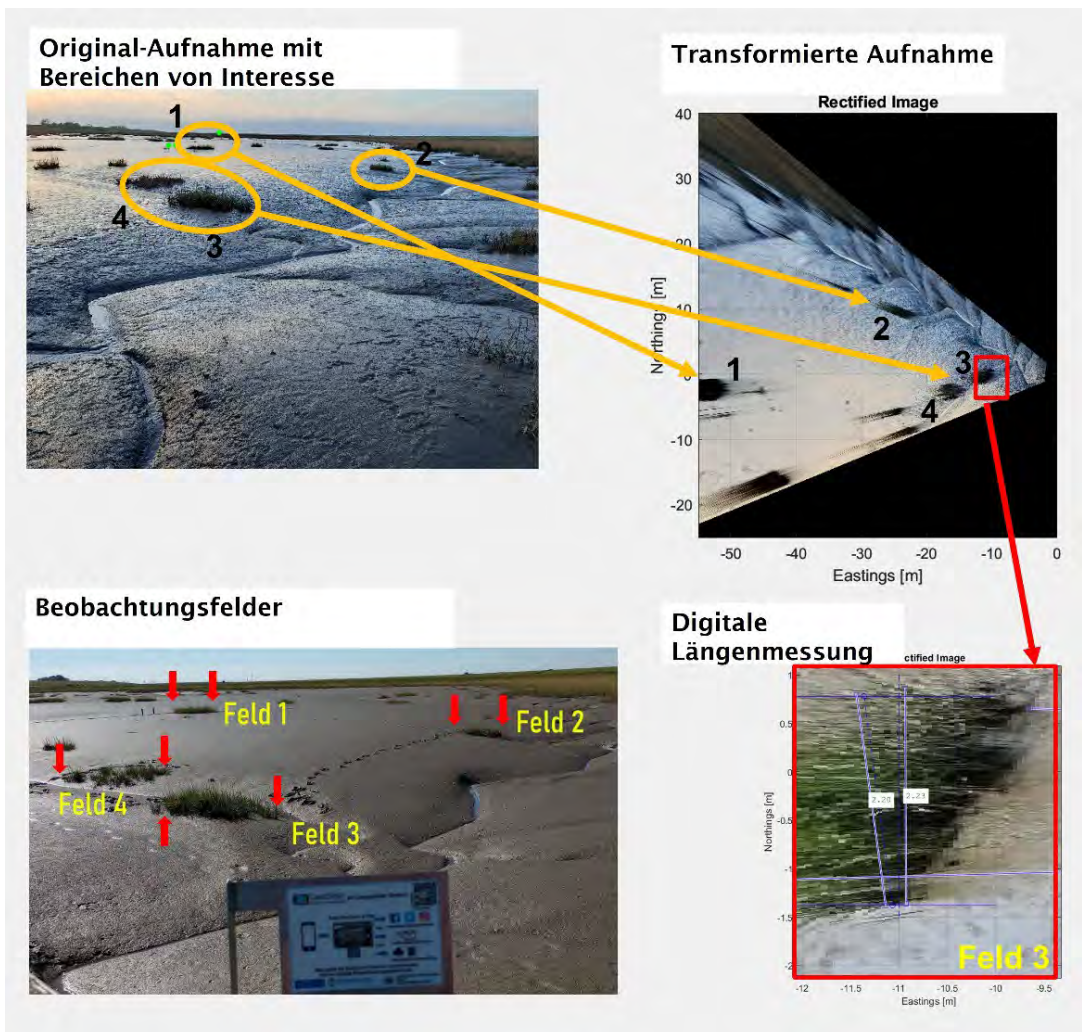 Original-Aufnahme mit
Bereichen von Interesse
1
2
4
3
Transformierte Aufnahme
Rectified Image
40
30
20
10
0
-10
-20
Northings [m]
1
2
3
4
-50 -40 -30 -20 -10 0
Eastings [m]
Beobachtungsfelder
Feld 1
Feld 2
Feld 4
Feld 3
Digitale
Längenmessung
ctified Image
1
0.5
0
-0.5
-1
-1.5
-2
Northings [m]
2.20 2.23
Feld 3
-12 -11.5 -11 -10.5 -10 -9.5
Eastings [m]